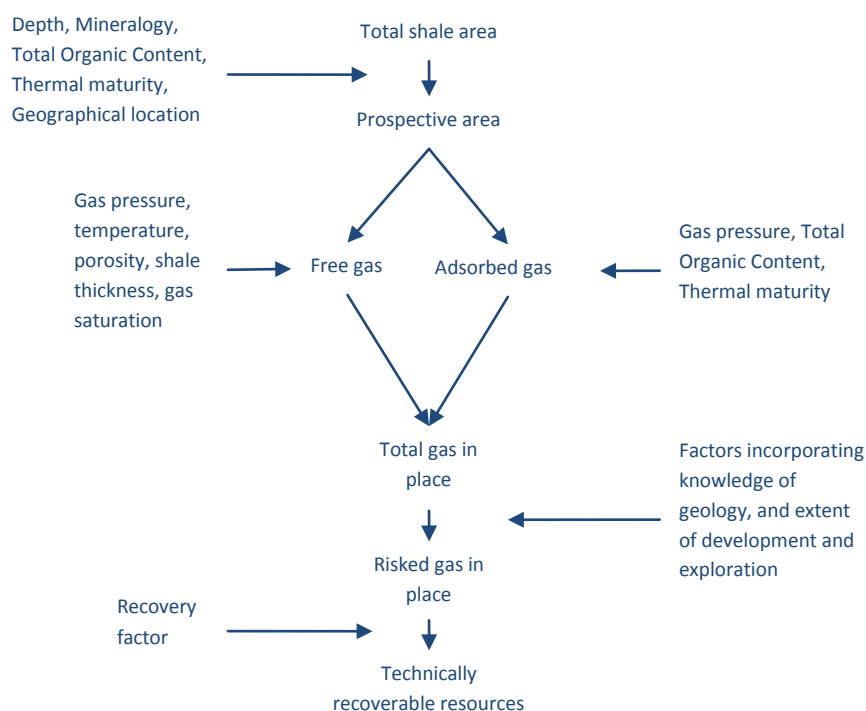 Depth, Mineralogy,
Total Organic Content,
Thermal maturity,
Geographical location
Total shale area
Prospective area
Gas pressure,
temperature,
porosity, shale
thickness, gas
saturation
Free gas
Adsorbed gas
Gas pressure, Total
Organic Content,
Thermal maturity
Total gas in
place
Factors incorporating
knowledge of
geology, and extent
of development and
exploration
Risked gas in
place
Recovery
factor
Technically
recoverable resources